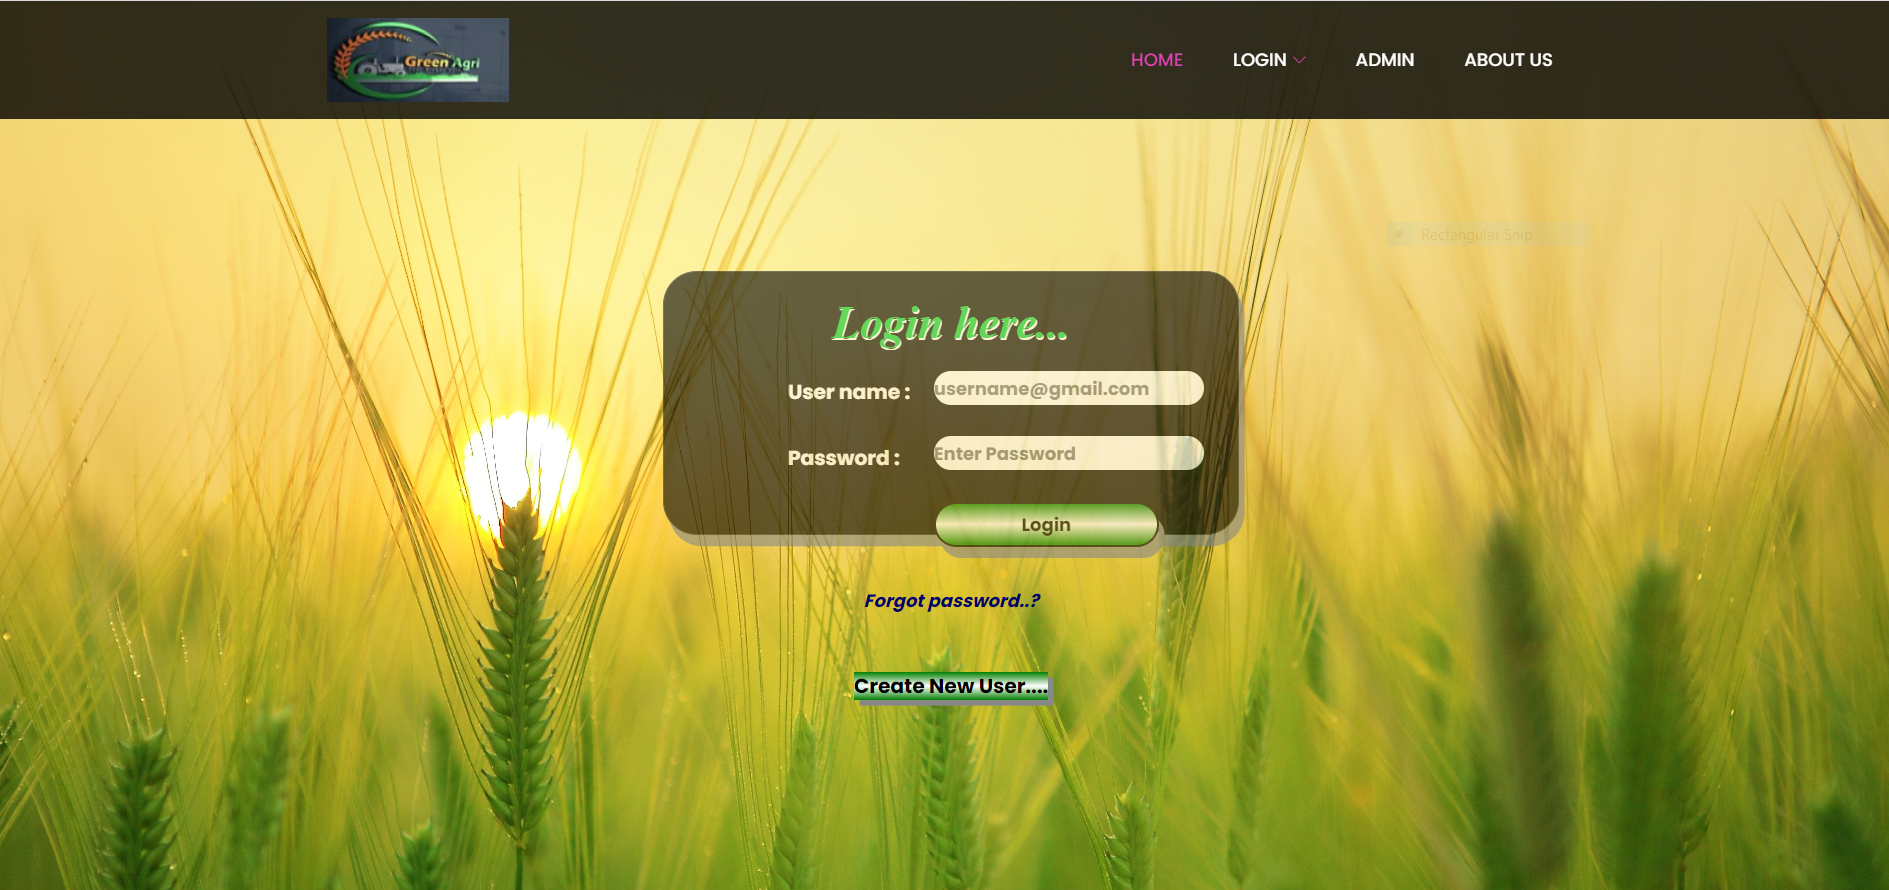 Green Agri
HOME
LOGIN
ADMIN
ABOUT US
Rectangular Snip
Login here...
User name :
username@gmail.com
Password :
Enter Password
Login
Forgot password..?
Create New User....